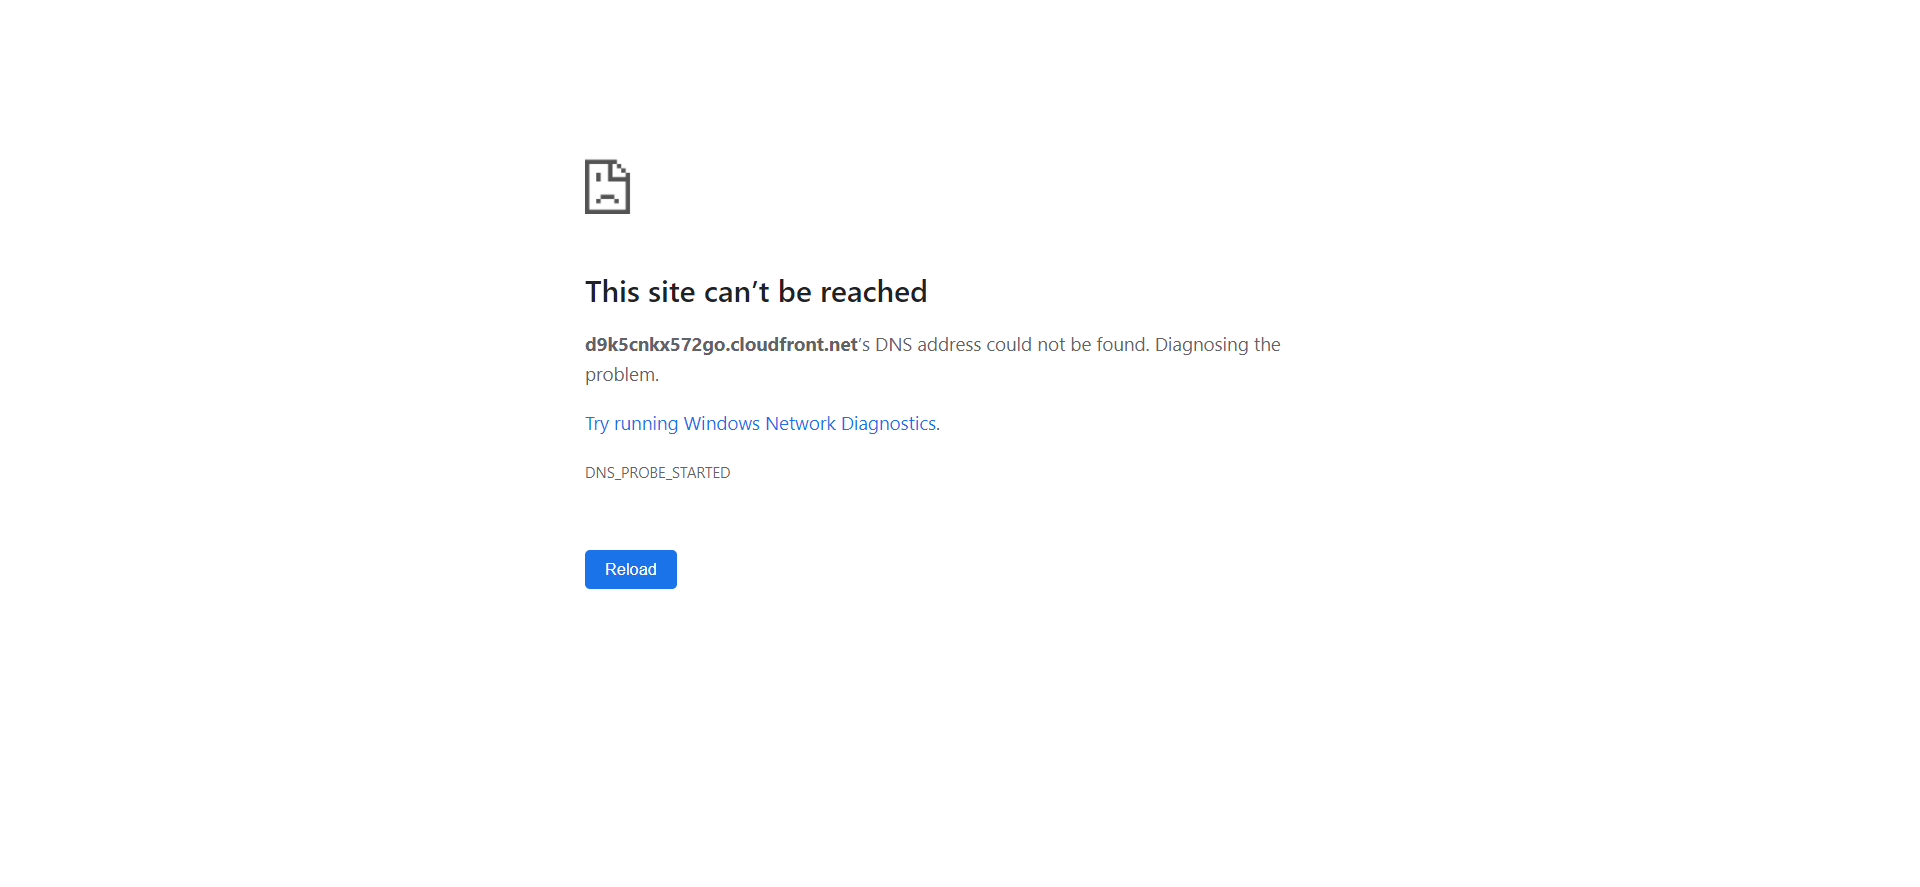 This site can’t be reached
d9k5cnkx572go.cloudfront.net’s DNS address could not be found. Diagnosing the
problem.
Try running Windows Network Diagnostics.
DNS_PROBE_STARTED
Reload